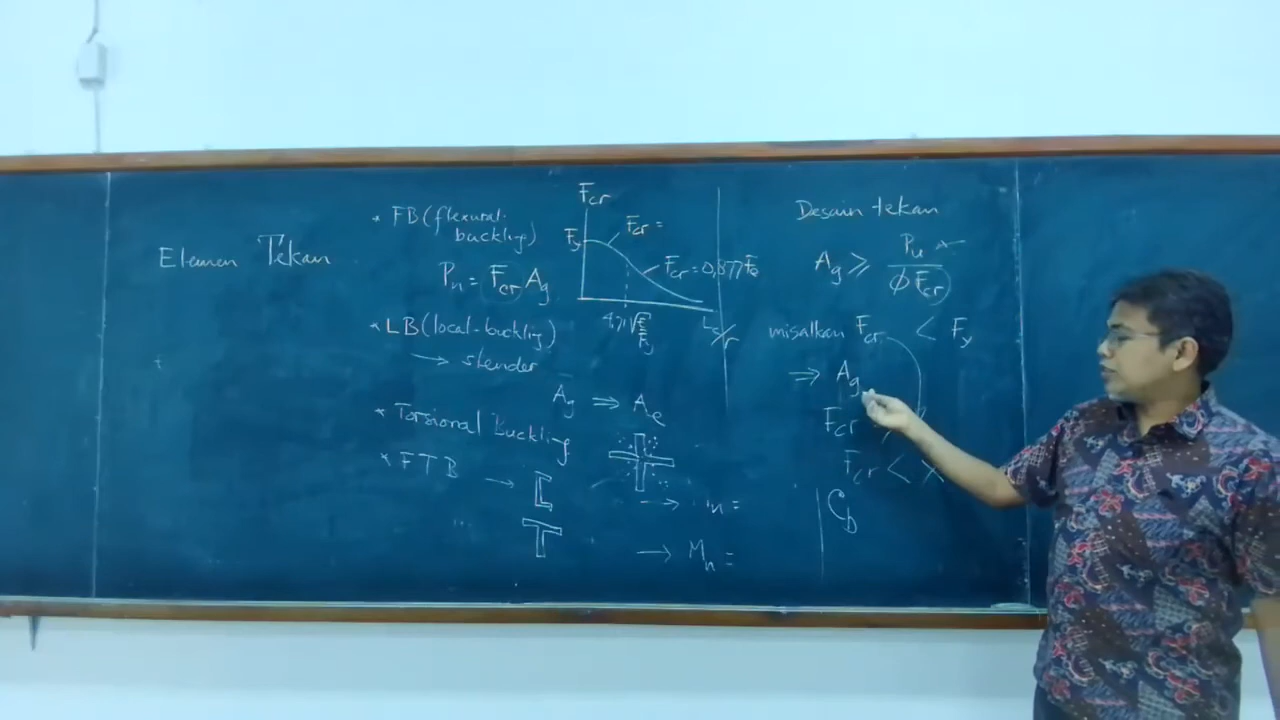 Elemen Tekan
* FB (flexural-
buckling)
Pn = Fcr Ag
Fcr
Fy
Fcr =
Fcr = 0,877 Fe
4,71 √E/Fy
Lc/r
* LB (local-buckling)
→ slender
Ag ⇒ Ae
* Torsional Buckling
* FTB →
→ n =
→ Mn =
Desain tekan
Ag ≥ Pu / ϕ Fcr
misalkan Fcr < Fy
⇒ Ag
Fcr
Fcr <
Cb